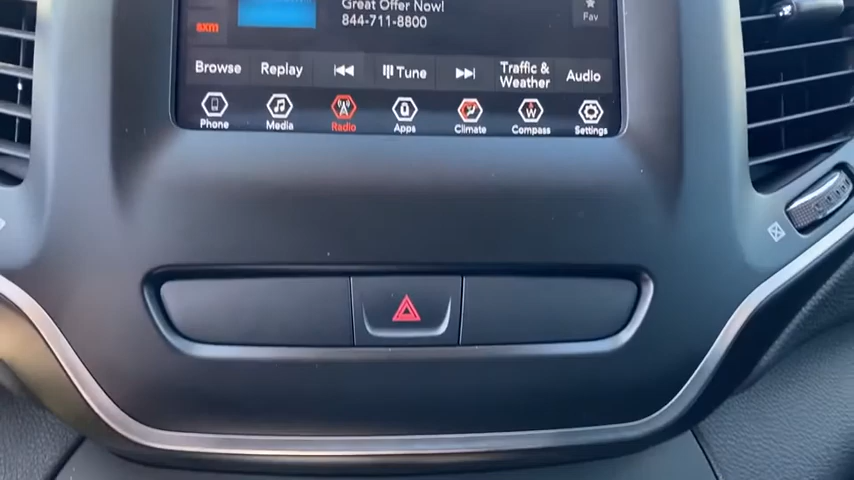 Great Offer Now!
844-711-8800
sxm
Fav
Browse
Replay
Tune
Traffic &
Weather
Audio
Phone
Media
Radio
Apps
Climate
W
COMPASS
Settings